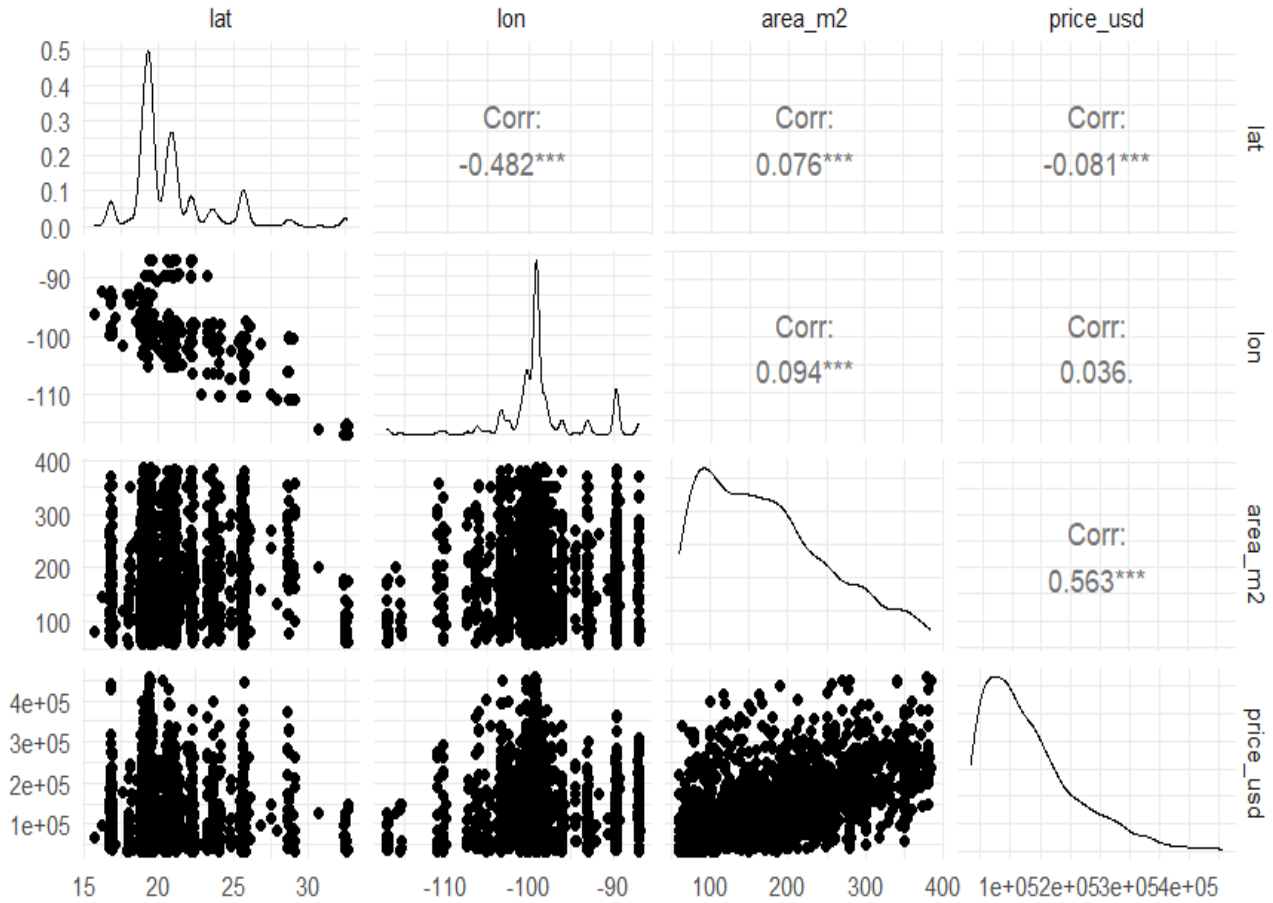 lat lon area_m2 price_usd
0.5
0.4
0.3
0.2
0.1
0.0
Corr:
-0.482***
Corr:
0.076***
Corr:
-0.081***
lat
-90
-100
-110
Corr:
0.094***
Corr:
0.036.
lon
400
300
200
100
Corr:
0.563***
area_m2
4e+05
3e+05
2e+05
1e+05
price_usd
15 20 25 30 -110 -100 -90 100 200 300 400 1e+052e+053e+054e+05